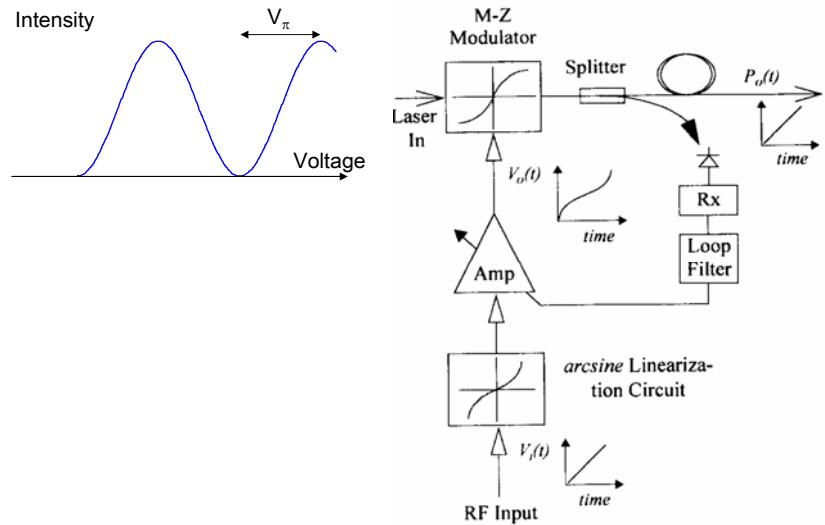 Intensity
Vπ
Voltage
M-Z
Modulator
Splitter
Po(t)
Laser
In
time
Vo(t)
time
Rx
Loop
Filter
Amp
arcsine Lineariza-
tion Circuit
Vi(t)
time
RF Input